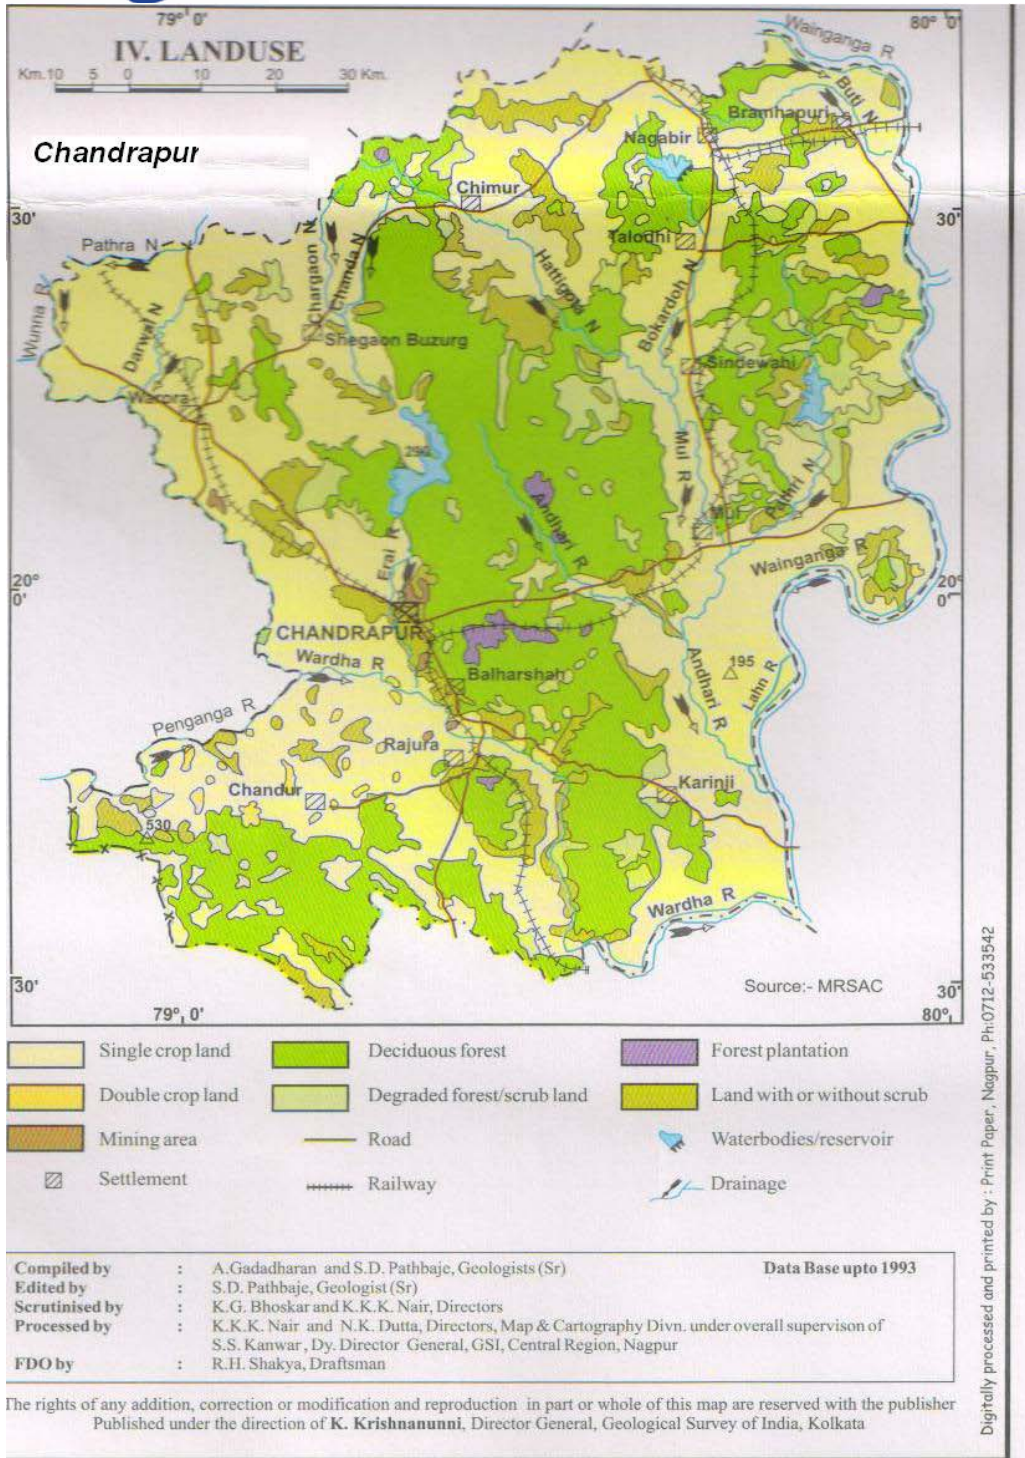 79° 0'
80° 0'
IV. LANDUSE
Km. 10 5 0 10 20 30 Km.
Chandrapur
Wainganga R
Buti N
Bramhapuri
Nagabir
Chimur
30'
30'
Talodhi
Pathra N
Chargaon N
Chanda N
Hattigota N
Bokardoh N
Wunna R
Darwal N
Shegaon Buzurg
Sindewahi
Warora
290
Mul R
Pathri N
Andhari R
Mul
Erai R
Wainganga R
20° 0'
20° 0'
CHANDRAPUR
Wardha R
Balharshah
195
Andhari R
Lahn R
Penganga R
Rajura
Chandur
Karinji
530
Wardha R
30'
Source:- MRSAC
30'
79° 0'
80°
Single crop land
Deciduous forest
Forest plantation
Double crop land
Degraded forest/scrub land
Land with or without scrub
Mining area
Road
Waterbodies/reservoir
Settlement
Railway
Drainage
Compiled by : A.Gadadharan and S.D. Pathbaje, Geologists (Sr) Data Base upto 1993
Edited by : S.D. Pathbaje, Geologist (Sr)
Scrutinised by : K.G. Bhoskar and K.K.K. Nair, Directors
Processed by : K.K.K. Nair and N.K. Dutta, Directors, Map & Cartography Divn. under overall supervison of
S.S. Kanwar, Dy. Director General, GSI, Central Region, Nagpur
FDO by : R.H. Shakya, Draftsman
The rights of any addition, correction or modification and reproduction in part or whole of this map are reserved with the publisher
Published under the direction of K. Krishnanunni, Director General, Geological Survey of India, Kolkata
Digitally processed and printed by : Print Paper, Nagpur, Ph:0712-533542